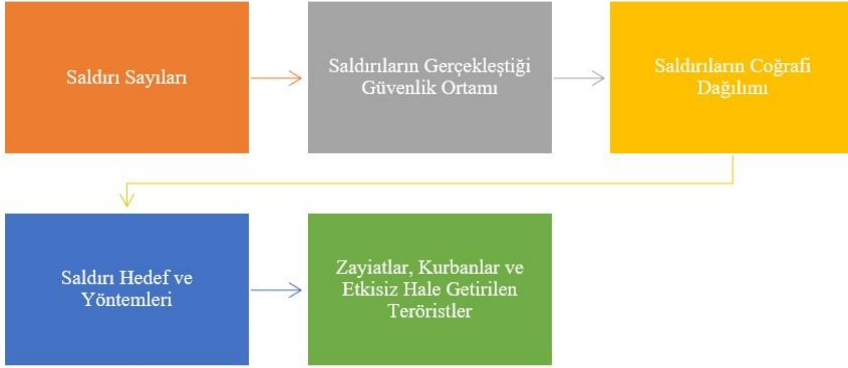 Saldırı Sayıları
Saldırıların Gerçekleştiği
Güvenlik Ortamı
Saldırıların Coğrafi
Dağılımı
Saldırı Hedef ve
Yöntemleri
Zayiatlar, Kurbanlar ve
Etkisiz Hale Getirilen
Teröristler